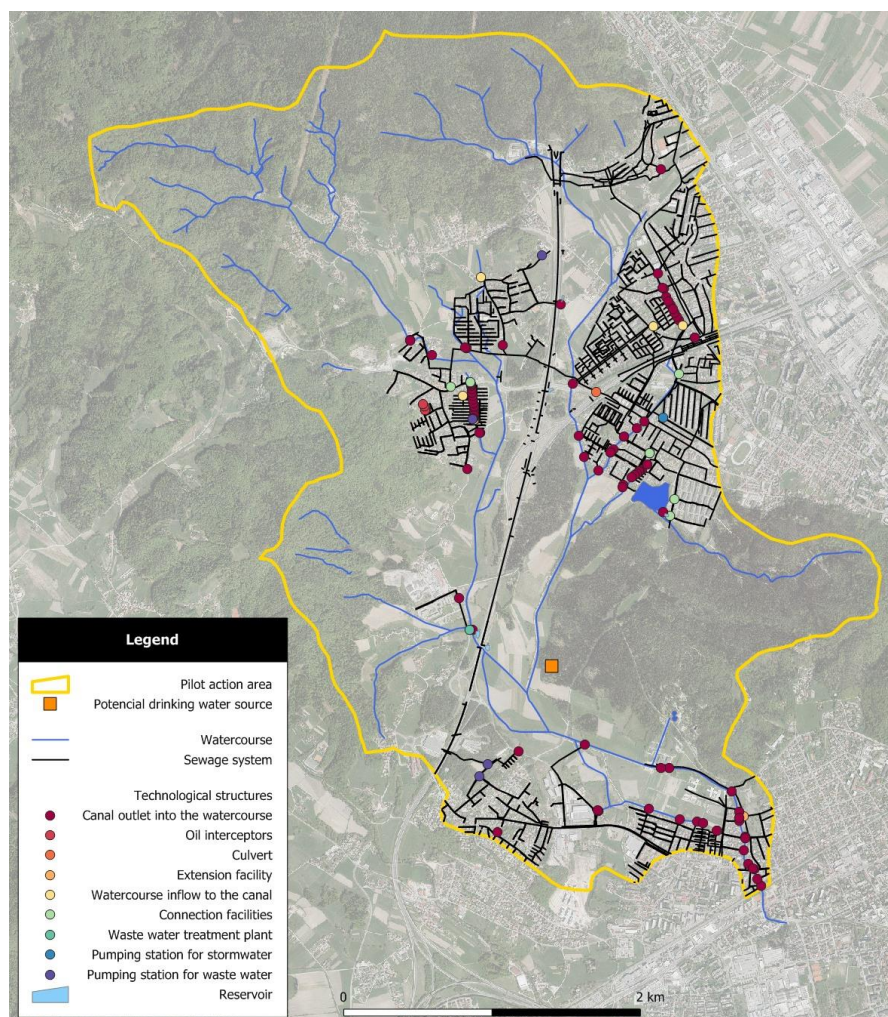 Legend
Pilot action area
Potencial drinking water source
Watercourse
Sewage system
Technological structures
Canal outlet into the watercourse
Oil interceptors
Culvert
Extension facility
Watercourse inflow to the canal
Connection facilities
Waste water treatment plant
Pumping station for stormwater
Pumping station for waste water
Reservoir
0 2 km